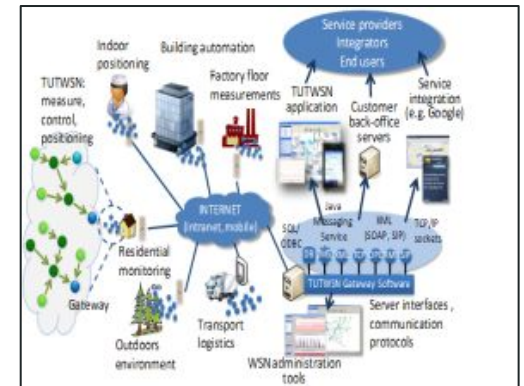 Service providers
Integrators
End users
Indoor
positioning
Building automation
Factory floor
measurements
TUTWSN:
measure,
control,
positioning
TUTWSN
application
Customer
back-office
servers
Service
integration
(e.g. Google)
INTERNET
(intranet, mobile)
SQL/
ODBC
Java
Messaging
Service
XML
(SOAP, SIP)
TCP/IP
sockets
TUTWSN Gateway Software
Residential
monitoring
Gateway
Outdoors
environment
Transport
logistics
Server interfaces ,
communication
protocols
WSN administration
tools